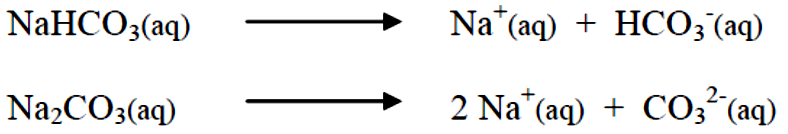 NaHCO₃(aq) ⟶ Na⁺(aq) + HCO₃⁻(aq)
Na₂CO₃(aq) ⟶ 2 Na⁺(aq) + CO₃²⁻(aq)